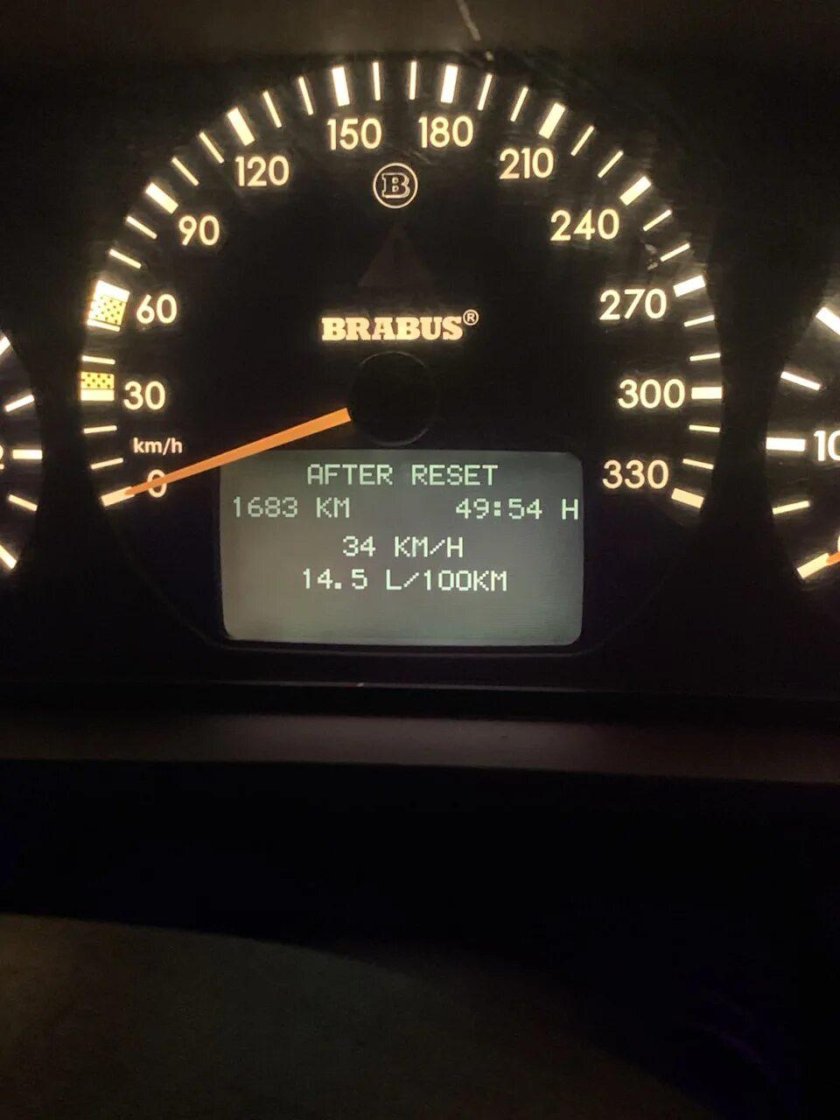 150 180
120 210
B
90 240
60 270
BRABUS®
30 300
km/h
0 330
AFTER RESET
1683 KM 49:54 H
34 KM/H
14.5 L/100KM